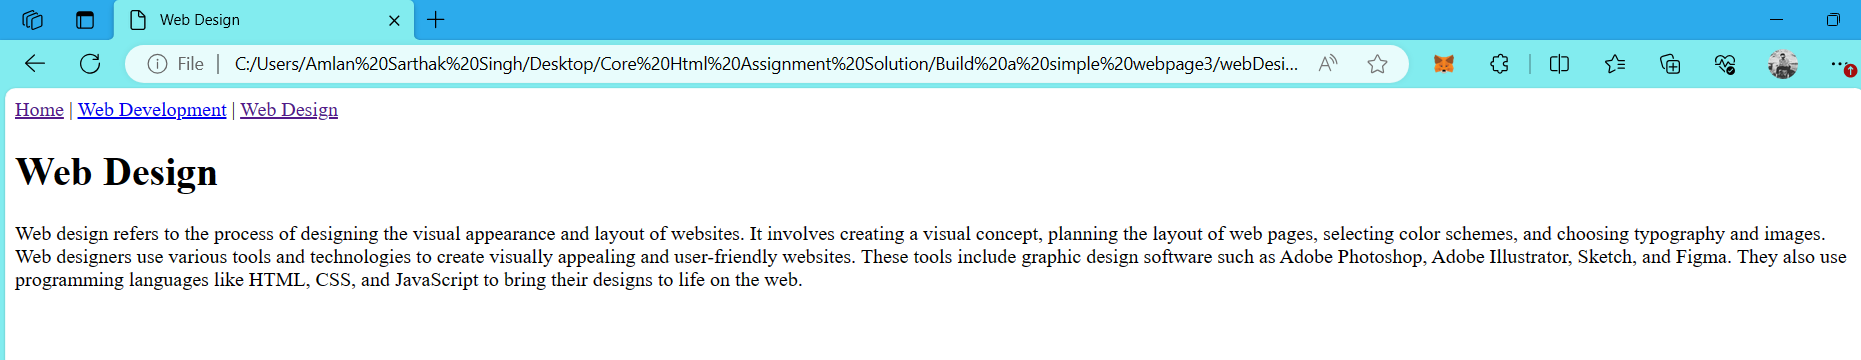 Web Design
File | C:/Users/Amlan%20Sarthak%20Singh/Desktop/Core%20Html%20Assignment%20Solution/Build%20a%20simple%20webpage3/webDesi...
Home | Web Development | Web Design
Web Design
Web design refers to the process of designing the visual appearance and layout of websites. It involves creating a visual concept, planning the layout of web pages, selecting color schemes, and choosing typography and images.
Web designers use various tools and technologies to create visually appealing and user-friendly websites. These tools include graphic design software such as Adobe Photoshop, Adobe Illustrator, Sketch, and Figma. They also use
programming languages like HTML, CSS, and JavaScript to bring their designs to life on the web.